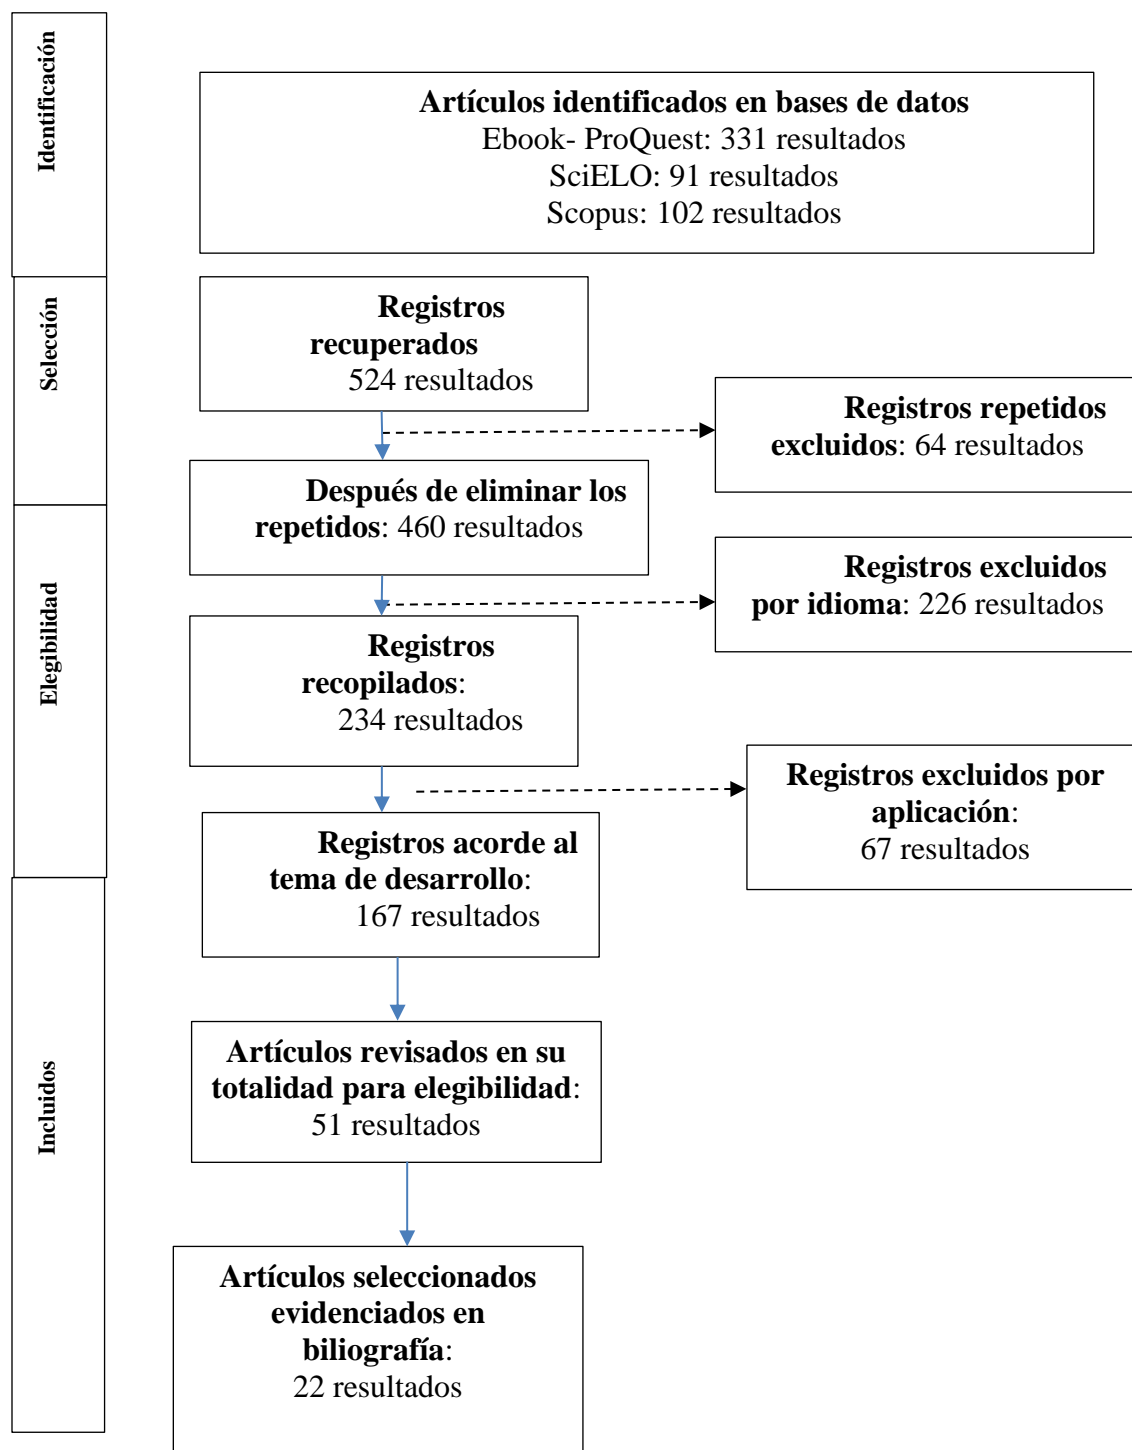 Identificación
Artículos identificados en bases de datos
Ebook- ProQuest: 331 resultados
SciELO: 91 resultados
Scopus: 102 resultados
Selección
Registros
recuperados
524 resultados
Registros repetidos
excluidos: 64 resultados
Después de eliminar los
repetidos: 460 resultados
Elegibilidad
Registros excluidos
por idioma: 226 resultados
Registros
recopilados:
234 resultados
Registros excluidos por
aplicación:
67 resultados
Registros acorde al
tema de desarrollo:
167 resultados
Incluidos
Artículos revisados en su
totalidad para elegibilidad:
51 resultados
Artículos seleccionados
evidenciados en
biliografía:
22 resultados